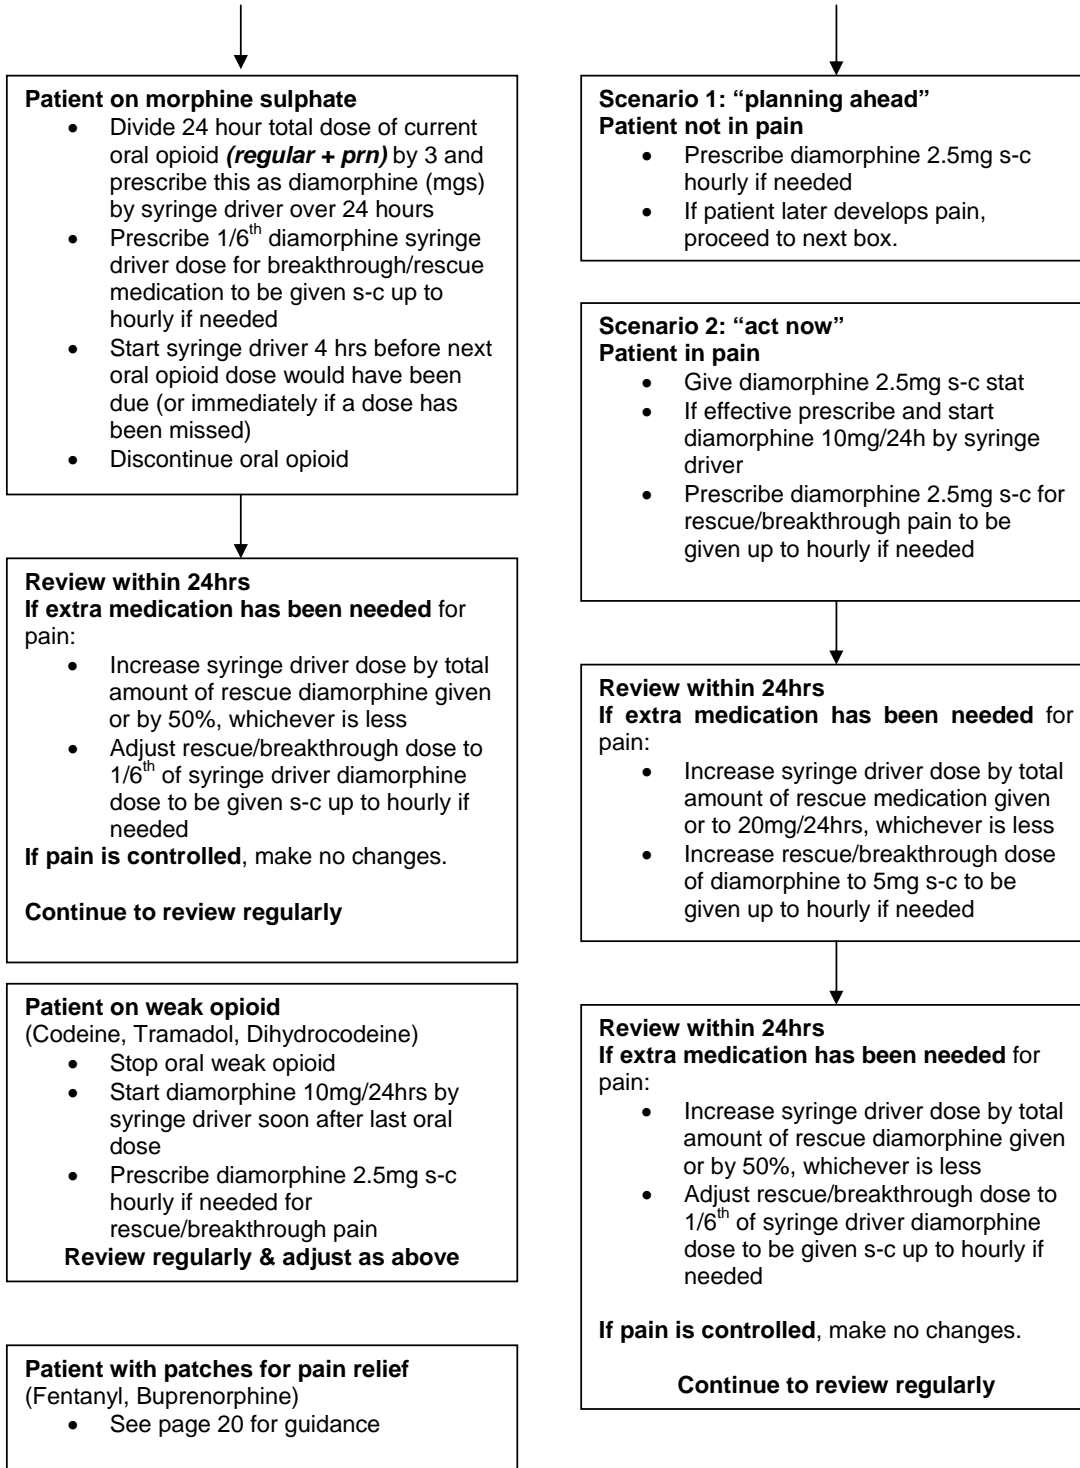 Patient on morphine sulphate
• Divide 24 hour total dose of current
oral opioid (regular + prn) by 3 and
prescribe this as diamorphine (mgs)
by syringe driver over 24 hours
• Prescribe 1/6th diamorphine syringe
driver dose for breakthrough/rescue
medication to be given s-c up to
hourly if needed
• Start syringe driver 4 hrs before next
oral opioid dose would have been
due (or immediately if a dose has
been missed)
• Discontinue oral opioid
Review within 24hrs
If extra medication has been needed for
pain:
• Increase syringe driver dose by total
amount of rescue diamorphine given
or by 50%, whichever is less
• Adjust rescue/breakthrough dose to
1/6th of syringe driver diamorphine
dose to be given s-c up to hourly if
needed
If pain is controlled, make no changes.
Continue to review regularly
Patient on weak opioid
(Codeine, Tramadol, Dihydrocodeine)
• Stop oral weak opioid
• Start diamorphine 10mg/24hrs by
syringe driver soon after last oral
dose
• Prescribe diamorphine 2.5mg s-c
hourly if needed for
rescue/breakthrough pain
Review regularly & adjust as above
Patient with patches for pain relief
(Fentanyl, Buprenorphine)
• See page 20 for guidance
Scenario 1: “planning ahead”
Patient not in pain
• Prescribe diamorphine 2.5mg s-c
hourly if needed
• If patient later develops pain,
proceed to next box.
Scenario 2: “act now”
Patient in pain
• Give diamorphine 2.5mg s-c stat
• If effective prescribe and start
diamorphine 10mg/24h by syringe
driver
• Prescribe diamorphine 2.5mg s-c for
rescue/breakthrough pain to be
given up to hourly if needed
Review within 24hrs
If extra medication has been needed for
pain:
• Increase syringe driver dose by total
amount of rescue medication given
or to 20mg/24hrs, whichever is less
• Increase rescue/breakthrough dose
of diamorphine to 5mg s-c to be
given up to hourly if needed
Review within 24hrs
If extra medication has been needed for
pain:
• Increase syringe driver dose by total
amount of rescue diamorphine given
or by 50%, whichever is less
• Adjust rescue/breakthrough dose to
1/6th of syringe driver diamorphine
dose to be given s-c up to hourly if
needed
If pain is controlled, make no changes.
Continue to review regularly